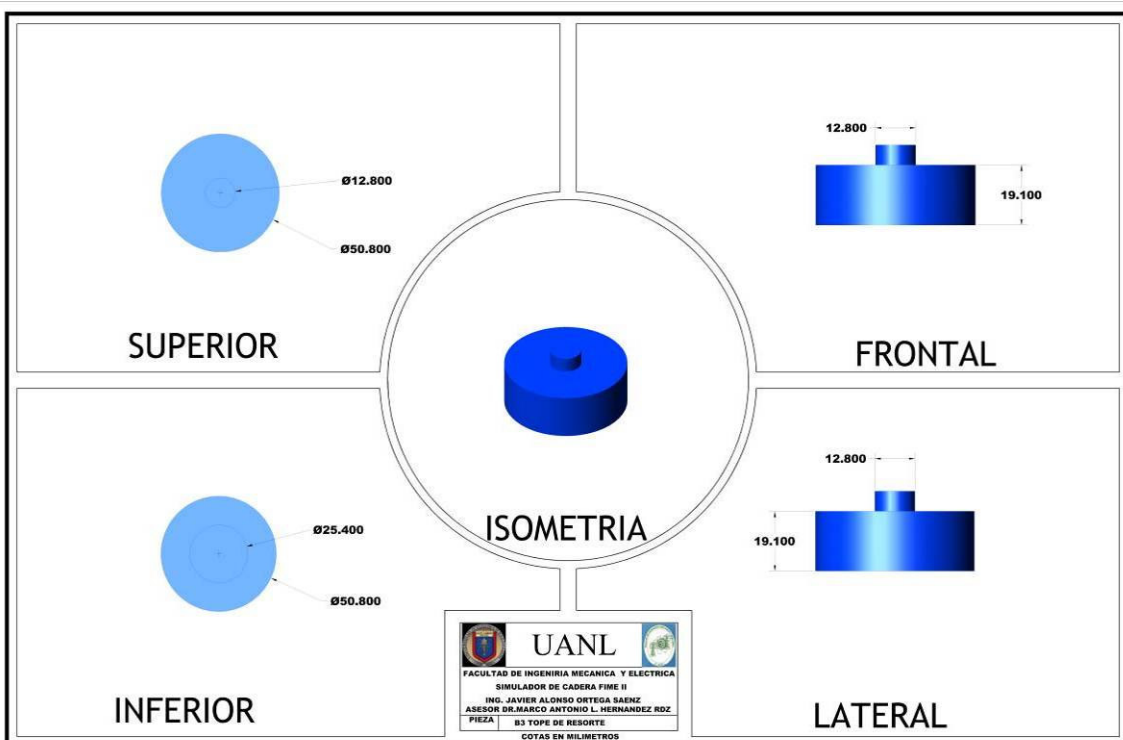 Ø12.800
Ø50.800
SUPERIOR
12.800
19.100
FRONTAL
ISOMETRIA
Ø25.400
Ø50.800
INFERIOR
12.800
19.100
LATERAL
UANL
FACULTAD DE INGENIRIA MECANICA Y ELECTRICA
SIMULADOR DE CADERA FIME II
ING. JAVIER ALONSO ORTEGA SAENZ
ASESOR DR.MARCO ANTONIO L. HERNANDEZ RDZ
PIEZA B3 TOPE DE RESORTE
COTAS EN MILIMETROS